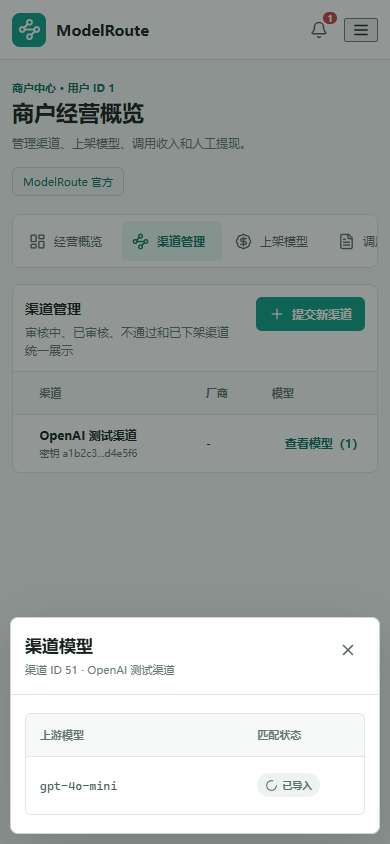 ModelRoute
1
商户中心 • 用户 ID 1
商户经营概览
管理渠道、上架模型、调用收入和人工提现。
ModelRoute 官方
经营概览
渠道管理
上架模型
渠道管理
审核中、已审核、不通过和已下架渠道
统一展示
提交新渠道
渠道 厂商 模型
OpenAI 测试渠道
密钥 a1b2c3...d4e5f6
-
查看模型（1）
渠道模型
渠道 ID 51 · OpenAI 测试渠道
上游模型 匹配状态
gpt-4o-mini 已导入